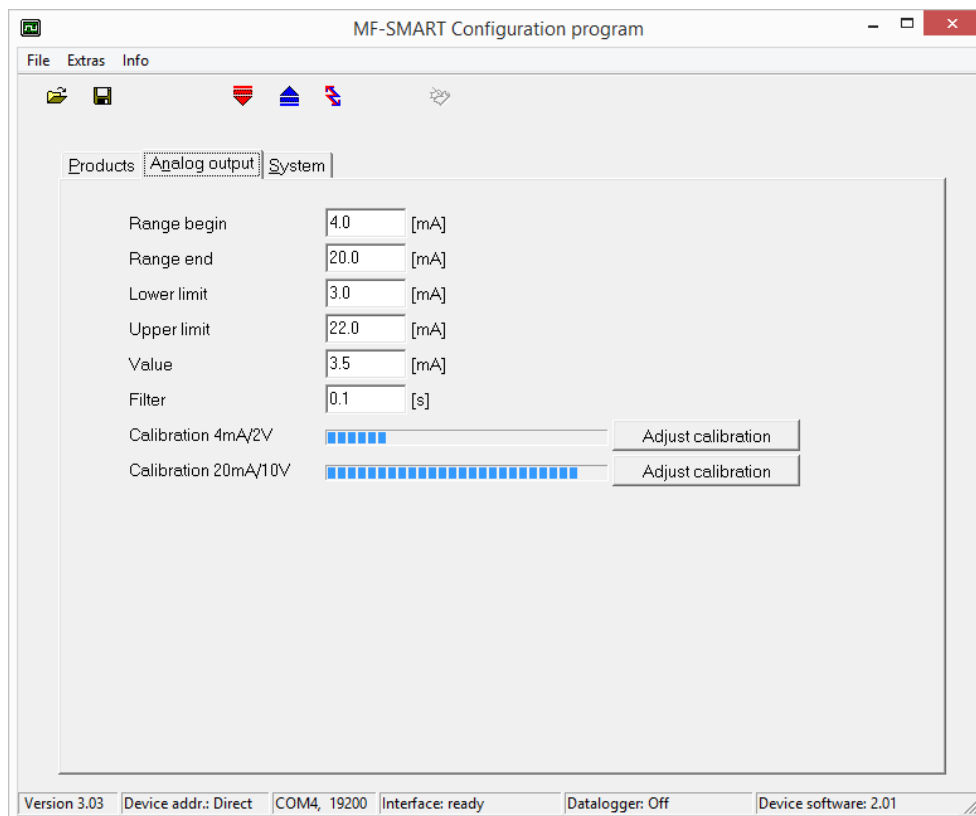 MF-SMART Configuration program
File Extras Info
Products Analog output System
Range begin 4.0 [mA]
Range end 20.0 [mA]
Lower limit 3.0 [mA]
Upper limit 22.0 [mA]
Value 3.5 [mA]
Filter 0.1 [s]
Calibration 4mA/2V Adjust calibration
Calibration 20mA/10V Adjust calibration
Version 3.03 Device addr.: Direct COM4, 19200 Interface: ready Datalogger: Off Device software: 2.01